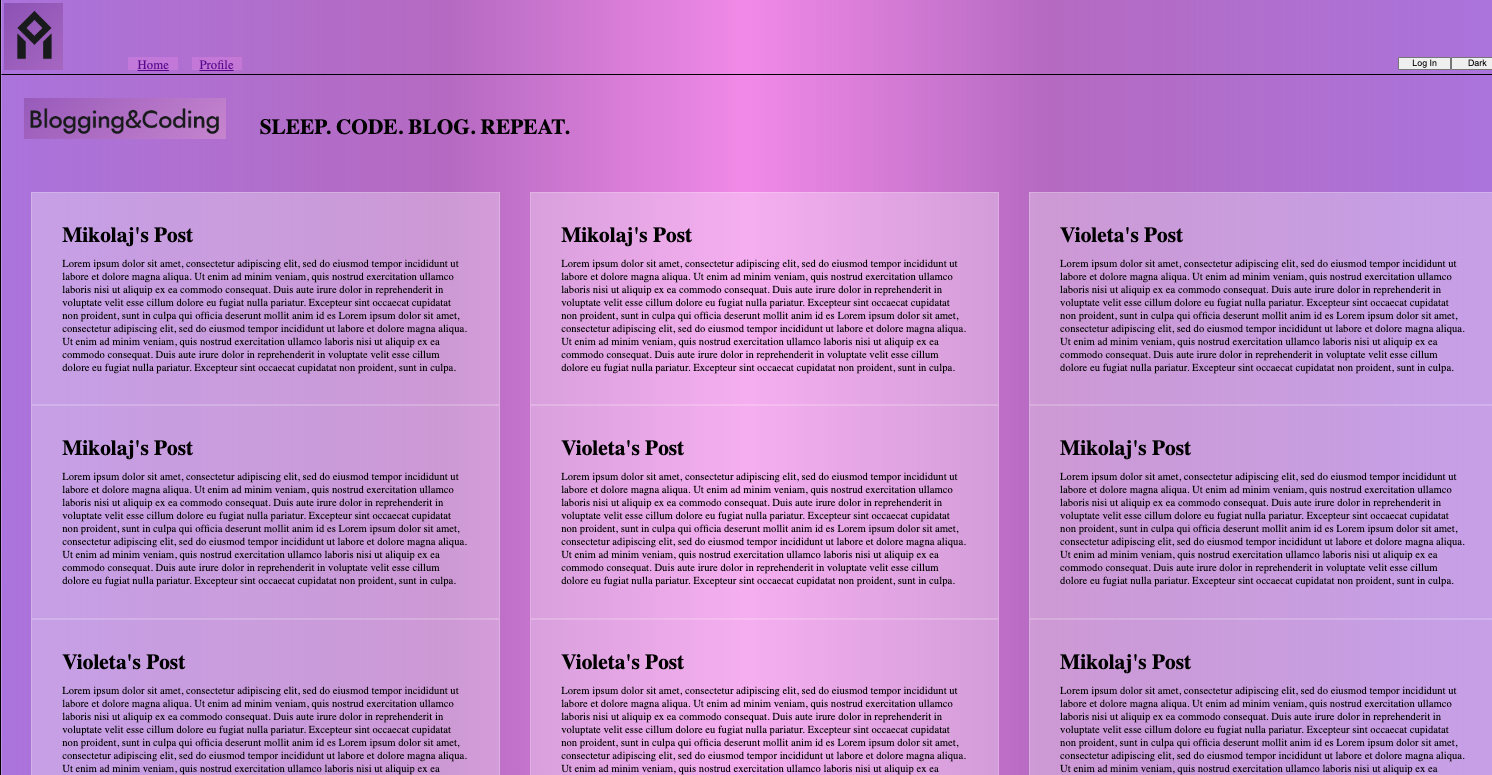 Home
Profile
Log In
Dark
Blogging&Coding
SLEEP. CODE. BLOG. REPEAT.
Mikolaj's Post
Lorem ipsum dolor sit amet, consectetur adipiscing elit, sed do eiusmod tempor incididunt ut
labore et dolore magna aliqua. Ut enim ad minim veniam, quis nostrud exercitation ullamco
laboris nisi ut aliquip ex ea commodo consequat. Duis aute irure dolor in reprehenderit in
voluptate velit esse cillum dolore eu fugiat nulla pariatur. Excepteur sint occaecat cupidatat
non proident, sunt in culpa qui officia deserunt mollit anim id es Lorem ipsum dolor sit amet,
consectetur adipiscing elit, sed do eiusmod tempor incididunt ut labore et dolore magna aliqua.
Ut enim ad minim veniam, quis nostrud exercitation ullamco laboris nisi ut aliquip ex ea
commodo consequat. Duis aute irure dolor in reprehenderit in voluptate velit esse cillum
dolore eu fugiat nulla pariatur. Excepteur sint occaecat cupidatat non proident, sunt in culpa.
Mikolaj's Post
Lorem ipsum dolor sit amet, consectetur adipiscing elit, sed do eiusmod tempor incididunt ut
labore et dolore magna aliqua. Ut enim ad minim veniam, quis nostrud exercitation ullamco
laboris nisi ut aliquip ex ea commodo consequat. Duis aute irure dolor in reprehenderit in
voluptate velit esse cillum dolore eu fugiat nulla pariatur. Excepteur sint occaecat cupidatat
non proident, sunt in culpa qui officia deserunt mollit anim id es Lorem ipsum dolor sit amet,
consectetur adipiscing elit, sed do eiusmod tempor incididunt ut labore et dolore magna aliqua.
Ut enim ad minim veniam, quis nostrud exercitation ullamco laboris nisi ut aliquip ex ea
commodo consequat. Duis aute irure dolor in reprehenderit in voluptate velit esse cillum
dolore eu fugiat nulla pariatur. Excepteur sint occaecat cupidatat non proident, sunt in culpa.
Violeta's Post
Lorem ipsum dolor sit amet, consectetur adipiscing elit, sed do eiusmod tempor incididunt ut
labore et dolore magna aliqua. Ut enim ad minim veniam, quis nostrud exercitation ullamco
laboris nisi ut aliquip ex ea commodo consequat. Duis aute irure dolor in reprehenderit in
voluptate velit esse cillum dolore eu fugiat nulla pariatur. Excepteur sint occaecat cupidatat
non proident, sunt in culpa qui officia deserunt mollit anim id es Lorem ipsum dolor sit amet,
consectetur adipiscing elit, sed do eiusmod tempor incididunt ut labore et dolore magna aliqua.
Ut enim ad minim veniam, quis nostrud exercitation ullamco laboris nisi ut aliquip ex ea
commodo consequat. Duis aute irure dolor in reprehenderit in voluptate velit esse cillum
dolore eu fugiat nulla pariatur. Excepteur sint occaecat cupidatat non proident, sunt in culpa.
Mikolaj's Post
Lorem ipsum dolor sit amet, consectetur adipiscing elit, sed do eiusmod tempor incididunt ut
labore et dolore magna aliqua. Ut enim ad minim veniam, quis nostrud exercitation ullamco
laboris nisi ut aliquip ex ea commodo consequat. Duis aute irure dolor in reprehenderit in
voluptate velit esse cillum dolore eu fugiat nulla pariatur. Excepteur sint occaecat cupidatat
non proident, sunt in culpa qui officia deserunt mollit anim id es Lorem ipsum dolor sit amet,
consectetur adipiscing elit, sed do eiusmod tempor incididunt ut labore et dolore magna aliqua.
Ut enim ad minim veniam, quis nostrud exercitation ullamco laboris nisi ut aliquip ex ea
commodo consequat. Duis aute irure dolor in reprehenderit in voluptate velit esse cillum
dolore eu fugiat nulla pariatur. Excepteur sint occaecat cupidatat non proident, sunt in culpa.
Violeta's Post
Lorem ipsum dolor sit amet, consectetur adipiscing elit, sed do eiusmod tempor incididunt ut
labore et dolore magna aliqua. Ut enim ad minim veniam, quis nostrud exercitation ullamco
laboris nisi ut aliquip ex ea commodo consequat. Duis aute irure dolor in reprehenderit in
voluptate velit esse cillum dolore eu fugiat nulla pariatur. Excepteur sint occaecat cupidatat
non proident, sunt in culpa qui officia deserunt mollit anim id es Lorem ipsum dolor sit amet,
consectetur adipiscing elit, sed do eiusmod tempor incididunt ut labore et dolore magna aliqua.
Ut enim ad minim veniam, quis nostrud exercitation ullamco laboris nisi ut aliquip ex ea
commodo consequat. Duis aute irure dolor in reprehenderit in voluptate velit esse cillum
dolore eu fugiat nulla pariatur. Excepteur sint occaecat cupidatat non proident, sunt in culpa.
Mikolaj's Post
Lorem ipsum dolor sit amet, consectetur adipiscing elit, sed do eiusmod tempor incididunt ut
labore et dolore magna aliqua. Ut enim ad minim veniam, quis nostrud exercitation ullamco
laboris nisi ut aliquip ex ea commodo consequat. Duis aute irure dolor in reprehenderit in
voluptate velit esse cillum dolore eu fugiat nulla pariatur. Excepteur sint occaecat cupidatat
non proident, sunt in culpa qui officia deserunt mollit anim id es Lorem ipsum dolor sit amet,
consectetur adipiscing elit, sed do eiusmod tempor incididunt ut labore et dolore magna aliqua.
Ut enim ad minim veniam, quis nostrud exercitation ullamco laboris nisi ut aliquip ex ea
commodo consequat. Duis aute irure dolor in reprehenderit in voluptate velit esse cillum
dolore eu fugiat nulla pariatur. Excepteur sint occaecat cupidatat non proident, sunt in culpa.
Violeta's Post
Lorem ipsum dolor sit amet, consectetur adipiscing elit, sed do eiusmod tempor incididunt ut
labore et dolore magna aliqua. Ut enim ad minim veniam, quis nostrud exercitation ullamco
laboris nisi ut aliquip ex ea commodo consequat. Duis aute irure dolor in reprehenderit in
voluptate velit esse cillum dolore eu fugiat nulla pariatur. Excepteur sint occaecat cupidatat
non proident, sunt in culpa qui officia deserunt mollit anim id es Lorem ipsum dolor sit amet,
consectetur adipiscing elit, sed do eiusmod tempor incididunt ut labore et dolore magna aliqua.
Ut enim ad minim veniam, quis nostrud exercitation ullamco laboris nisi ut aliquip ex ea
Violeta's Post
Lorem ipsum dolor sit amet, consectetur adipiscing elit, sed do eiusmod tempor incididunt ut
labore et dolore magna aliqua. Ut enim ad minim veniam, quis nostrud exercitation ullamco
laboris nisi ut aliquip ex ea commodo consequat. Duis aute irure dolor in reprehenderit in
voluptate velit esse cillum dolore eu fugiat nulla pariatur. Excepteur sint occaecat cupidatat
non proident, sunt in culpa qui officia deserunt mollit anim id es Lorem ipsum dolor sit amet,
consectetur adipiscing elit, sed do eiusmod tempor incididunt ut labore et dolore magna aliqua.
Ut enim ad minim veniam, quis nostrud exercitation ullamco laboris nisi ut aliquip ex ea
Mikolaj's Post
Lorem ipsum dolor sit amet, consectetur adipiscing elit, sed do eiusmod tempor incididunt ut
labore et dolore magna aliqua. Ut enim ad minim veniam, quis nostrud exercitation ullamco
laboris nisi ut aliquip ex ea commodo consequat. Duis aute irure dolor in reprehenderit in
voluptate velit esse cillum dolore eu fugiat nulla pariatur. Excepteur sint occaecat cupidatat
non proident, sunt in culpa qui officia deserunt mollit anim id es Lorem ipsum dolor sit amet,
consectetur adipiscing elit, sed do eiusmod tempor incididunt ut labore et dolore magna aliqua.
Ut enim ad minim veniam, quis nostrud exercitation ullamco laboris nisi ut aliquip ex ea